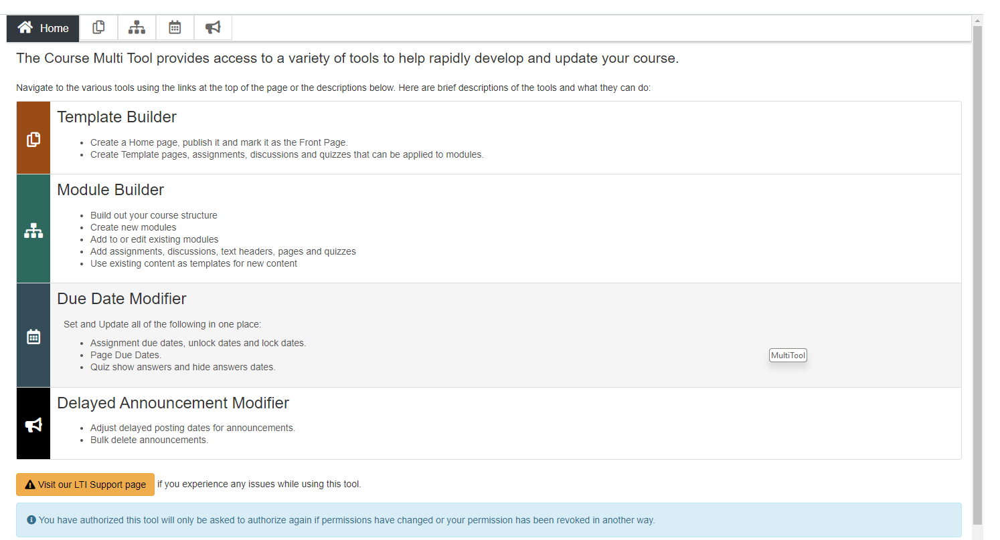 Home
The Course Multi Tool provides access to a variety of tools to help rapidly develop and update your course.
Navigate to the various tools using the links at the top of the page or the descriptions below. Here are brief descriptions of the tools and what they can do:
Template Builder
Create a Home page, publish it and mark it as the Front Page.
Create Template pages, assignments, discussions and quizzes that can be applied to modules.
Module Builder
Build out your course structure
Create new modules
Add to or edit existing modules
Add assignments, discussions, text headers, pages and quizzes
Use existing content as templates for new content
Due Date Modifier
Set and Update all of the following in one place:
Assignment due dates, unlock dates and lock dates.
Page Due Dates.
Quiz show answers and hide answers dates.
MultiTool
Delayed Announcement Modifier
Adjust delayed posting dates for announcements.
Bulk delete announcements.
Visit our LTI Support page if you experience any issues while using this tool.
You have authorized this tool will only be asked to authorize again if permissions have changed or your permission has been revoked in another way.